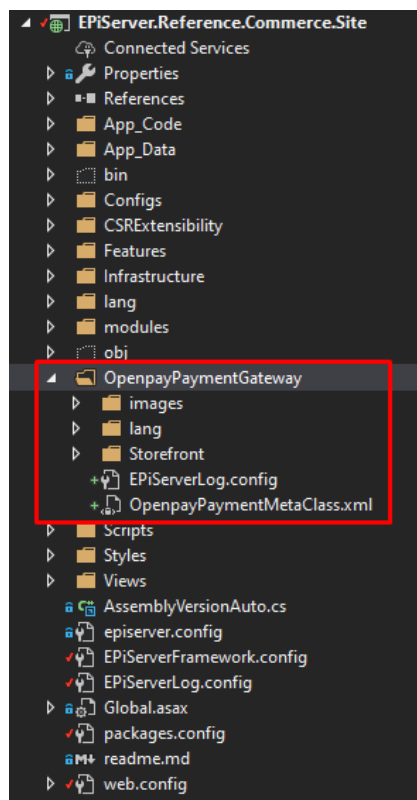 EPiServer.Reference.Commerce.Site
Connected Services
Properties
References
App_Code
App_Data
bin
Configs
CSRExtensibility
Features
Infrastructure
lang
modules
obj
OpenpayPaymentGateway
images
lang
Storefront
EPiServerLog.config
OpenpayPaymentMetaClass.xml
Scripts
Styles
Views
AssemblyVersionAuto.cs
episerver.config
EPiServerFramework.config
EPiServerLog.config
Global.asax
packages.config
readme.md
web.config